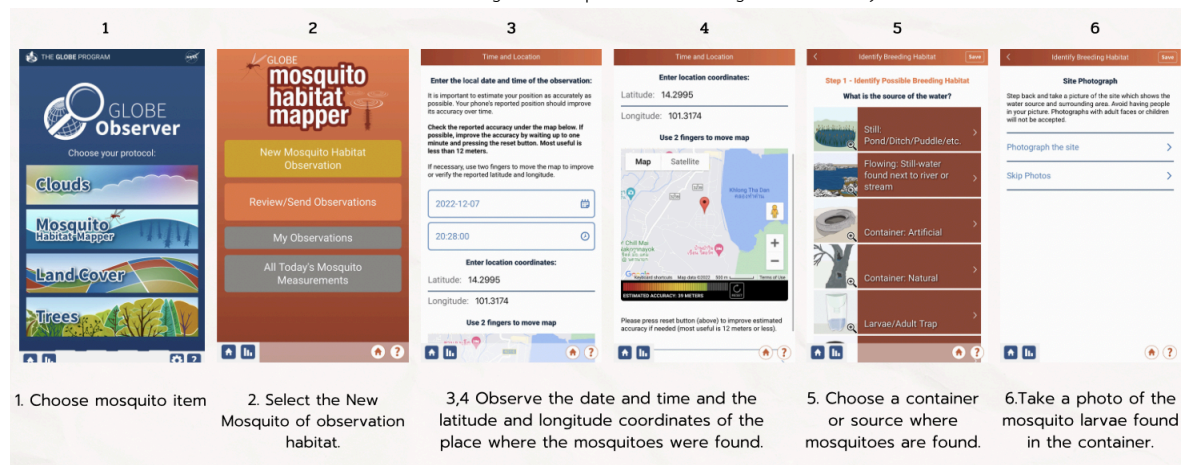 1
2
3
4
5
6
THE GLOBE PROGRAM
GLOBE
Observer
Choose your protocol:
Clouds
Mosquito
Habitat Mapper
Land Cover
Trees
GLOBE
mosquito
habitat
mapper
New Mosquito Habitat
Observation
Review/Send Observations
My Observations
All Today's Mosquito
Measurements
Time and Location
Enter the local date and time of the observation:
It is important to estimate your position as accurately as
possible. Your phone's reported position should improve
its accuracy over time.
Check the reported accuracy under the map below. If
possible, improve the accuracy by waiting up to one
minute and pressing the reset button. Most useful is
less than 12 meters.
If necessary, use two fingers to move the map to improve
or verify the reported latitude and longitude.
2022-12-07
20:28:00
Enter location coordinates:
Latitude: 14.2995
Longitude: 101.3174
Use 2 fingers to move map
Time and Location
Enter location coordinates:
Latitude: 14.2995
Longitude: 101.3174
Use 2 fingers to move map
Map Satellite
Khlong Tha Dan
Google
Keyboard shortcuts Map data ©2022 500 m Terms of Use
ESTIMATED ACCURACY: 39 METERS
RESET
Please press reset button (above) to improve estimated
accuracy if needed (most useful is 12 meters or less).
Identify Breeding Habitat
Save
Step 1 - Identify Possible Breeding Habitat
What is the source of the water?
Still:
Pond/Ditch/Puddle/etc.
Flowing: Still-water
found next to river or
stream
Container: Artificial
Container: Natural
Larvae/Adult Trap
Identify Breeding Habitat
Save
Site Photograph
Step back and take a picture of the site which shows the
water source and surrounding area. Avoid having people
in your picture. Photographs with adult faces or children
will not be accepted.
Photograph the site
Skip Photos
1. Choose mosquito item
2. Select the New
Mosquito of observation
habitat.
3,4 Observe the date and time and the
latitude and longitude coordinates of the
place where the mosquitoes were found.
5. Choose a container
or source where
mosquitoes are found.
6.Take a photo of the
mosquito larvae found
in the container.